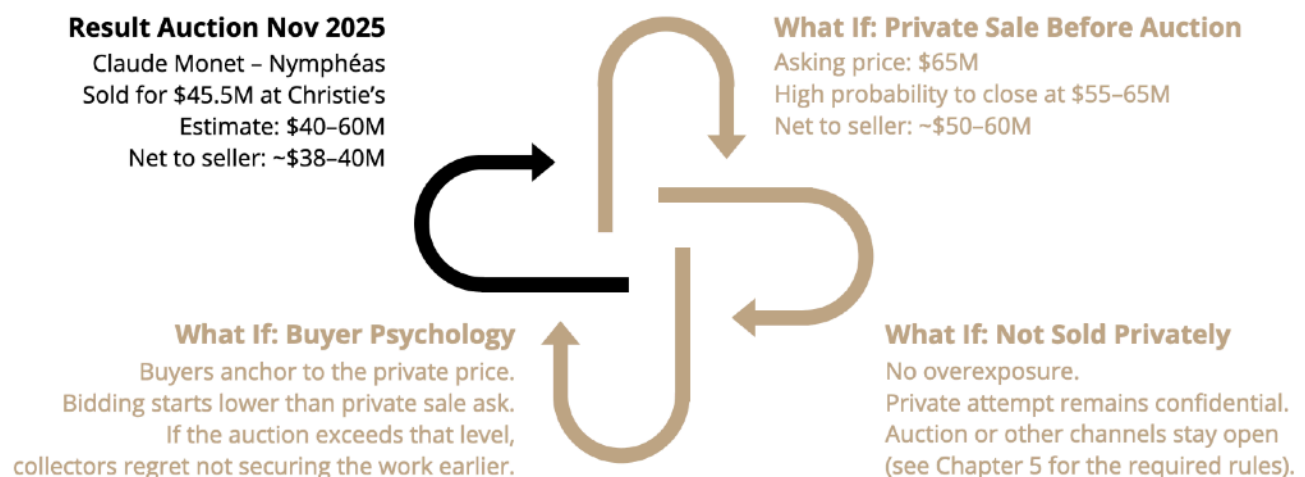 Result Auction Nov 2025
Claude Monet – Nymphéas
Sold for $45.5M at Christie's
Estimate: $40–60M
Net to seller: ~$38–40M
What If: Private Sale Before Auction
Asking price: $65M
High probability to close at $55–65M
Net to seller: ~$50–60M
What If: Buyer Psychology
Buyers anchor to the private price.
Bidding starts lower than private sale ask.
If the auction exceeds that level,
collectors regret not securing the work earlier.
What If: Not Sold Privately
No overexposure.
Private attempt remains confidential.
Auction or other channels stay open
(see Chapter 5 for the required rules).